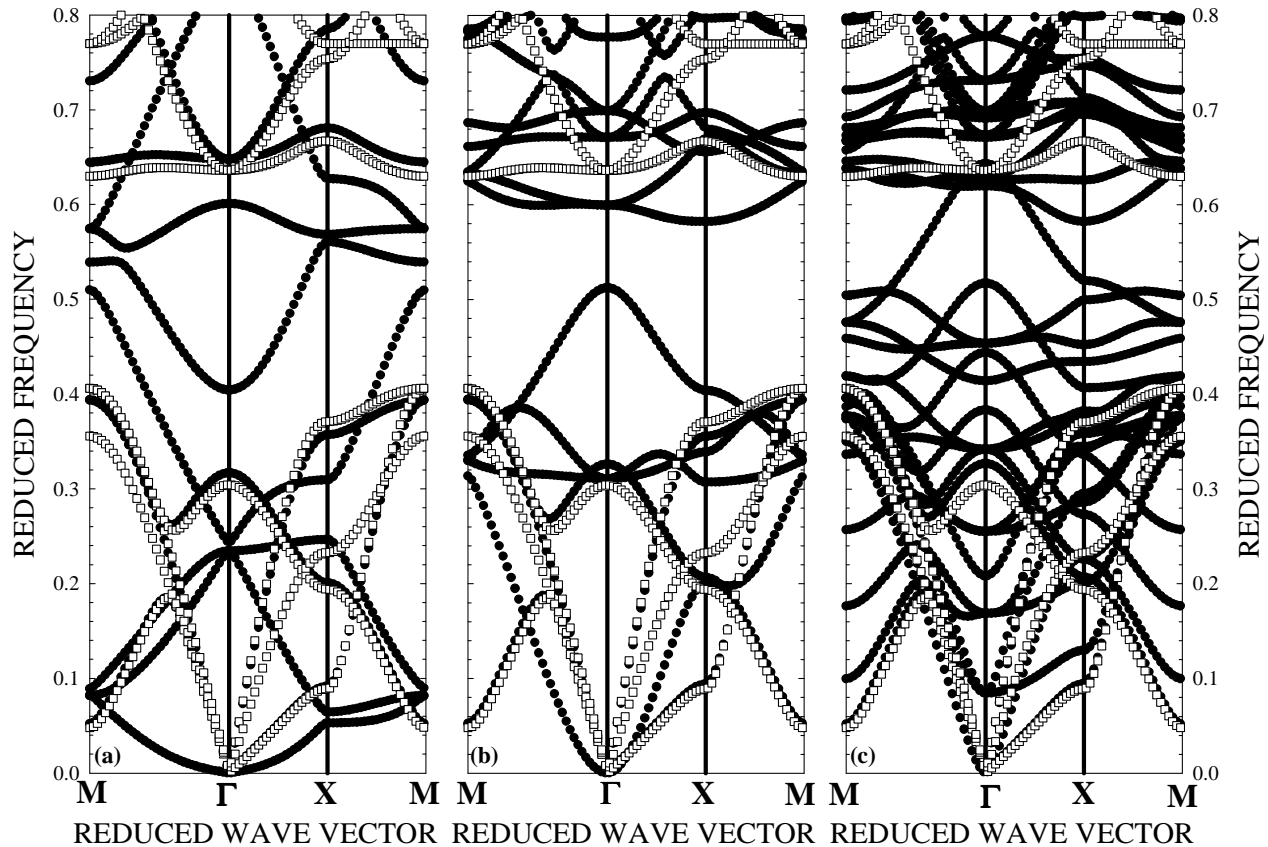 0.8
0.7
0.6
0.5
0.4
0.3
0.2
0.1
0.0
REDUCED FREQUENCY
(a)
M Γ X M
REDUCED WAVE VECTOR
(b)
M Γ X M
REDUCED WAVE VECTOR
(c)
M Γ X M
REDUCED WAVE VECTOR
0.8
0.7
0.6
0.5
0.4
0.3
0.2
0.1
0.0
REDUCED FREQUENCY